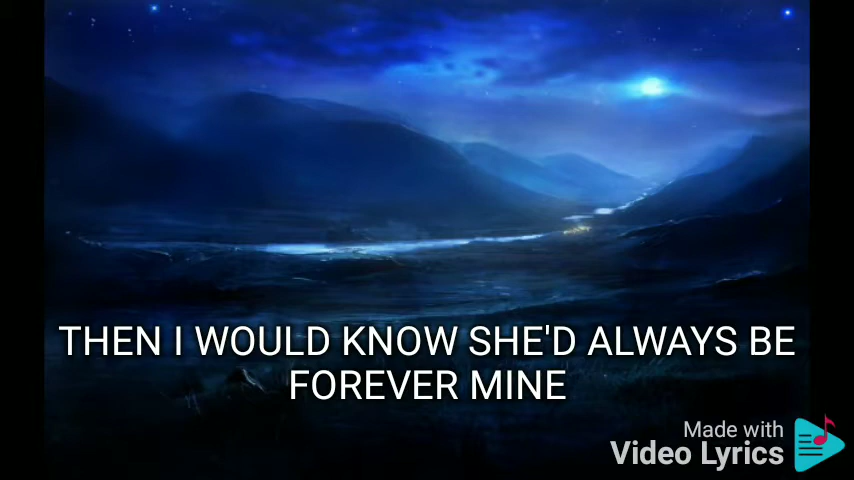 THEN I WOULD KNOW SHE'D ALWAYS BE
FOREVER MINE
Made with
Video Lyrics